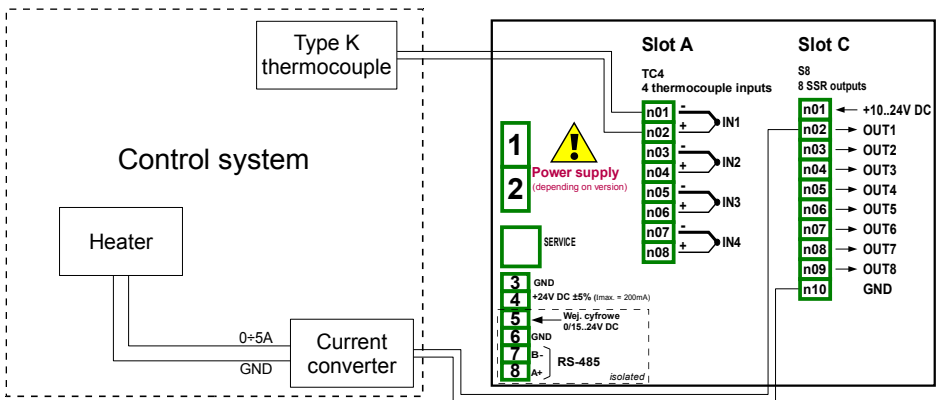 Type K
thermocouple
Control system
Heater
0÷5A
GND
Current
converter
Slot A
TC4
4 thermocouple inputs
n01 - IN1
n02 +
n03 - IN2
n04 +
n05 - IN3
n06 +
n07 - IN4
n08 +
Slot C
S8
8 SSR outputs
n01 +10..24V DC
n02 OUT1
n03 OUT2
n04 OUT3
n05 OUT4
n06 OUT5
n07 OUT6
n08 OUT7
n09 OUT8
n10 GND
1
2
!
Power supply
(depending on version)
SERVICE
3 GND
4 +24V DC ±5% (Imax. = 200mA)
5 Wej. cyfrowe
0/15..24V DC
6 GND
7 B-
8 A+
RS-485
isolated